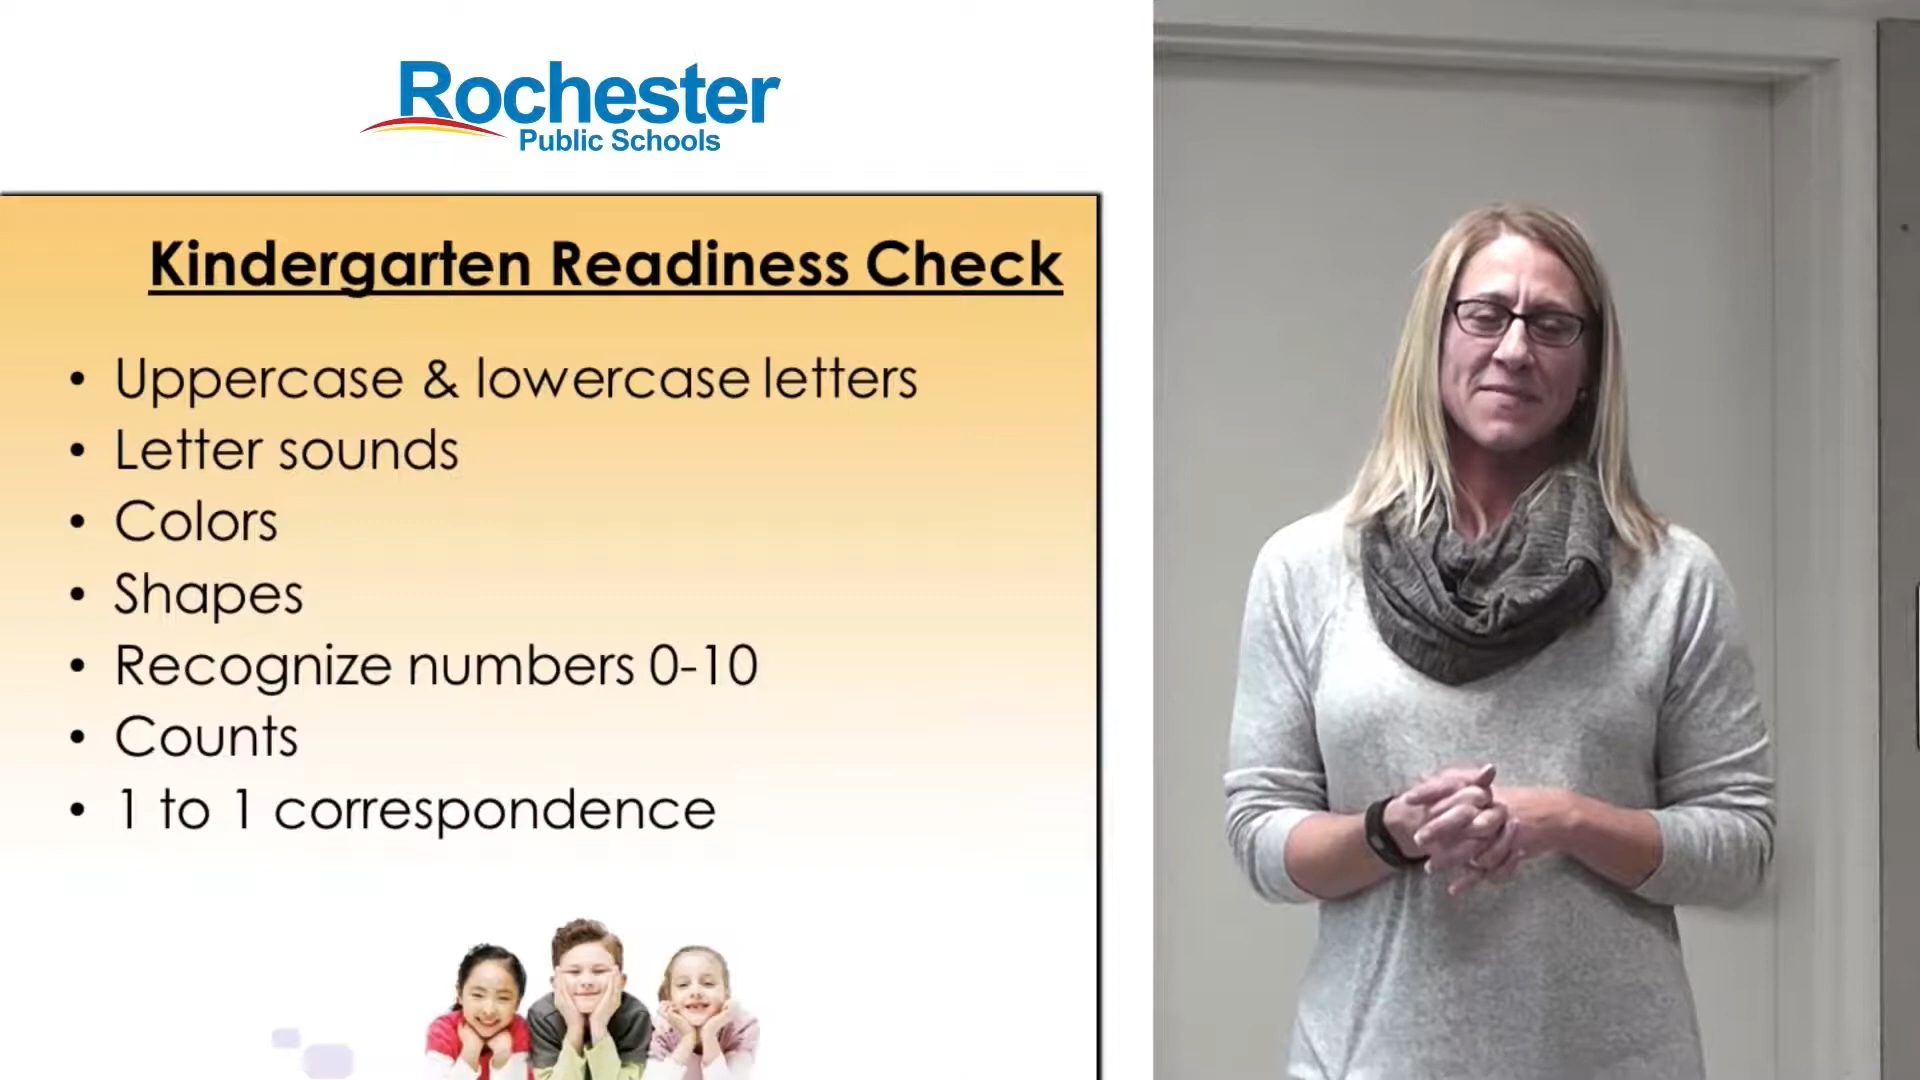 Rochester
Public Schools
Kindergarten Readiness Check
• Uppercase & lowercase letters
• Letter sounds
• Colors
• Shapes
• Recognize numbers 0-10
• Counts
• 1 to 1 correspondence